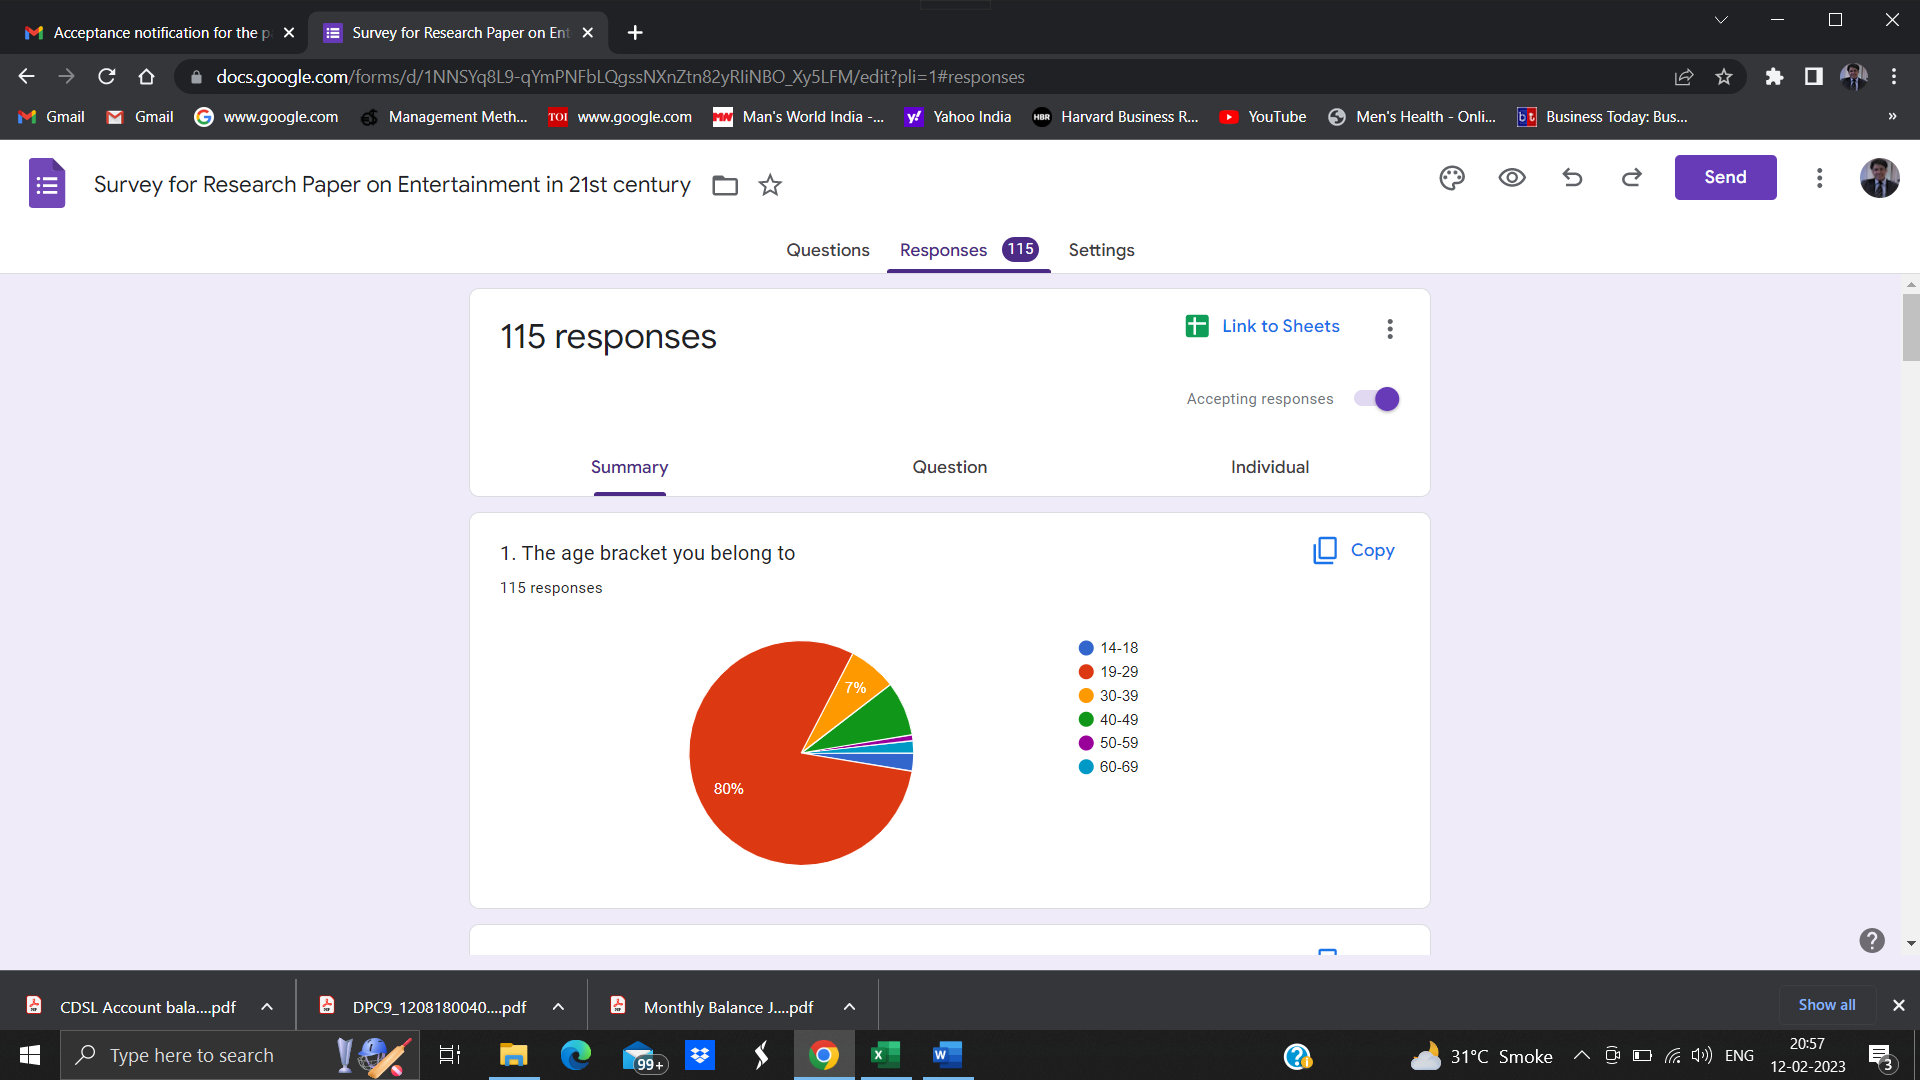 Acceptance notification for the p
Survey for Research Paper on Ent
docs.google.com/forms/d/1NNSYq8L9-qYmPNFbLQgssNXnZtn82yRIiNBO_Xy5LFM/edit?pli=1#responses
Gmail
Gmail
www.google.com
Management Meth...
TOI
www.google.com
MW
Man's World India -...
y!
Yahoo India
HBR
Harvard Business R...
YouTube
Men's Health - Onli...
bt
Business Today: Bus...
»
Survey for Research Paper on Entertainment in 21st century
Send
Questions
Responses 115
Settings
115 responses
Link to Sheets
Accepting responses
Summary
Question
Individual
1. The age bracket you belong to
Copy
115 responses
7%
80%
14-18
19-29
30-39
40-49
50-59
60-69
CDSL Account bala....pdf
DPC9_1208180040....pdf
Monthly Balance J....pdf
Show all
Type here to search
99+
31°C Smoke
ENG
20:57
12-02-2023
3